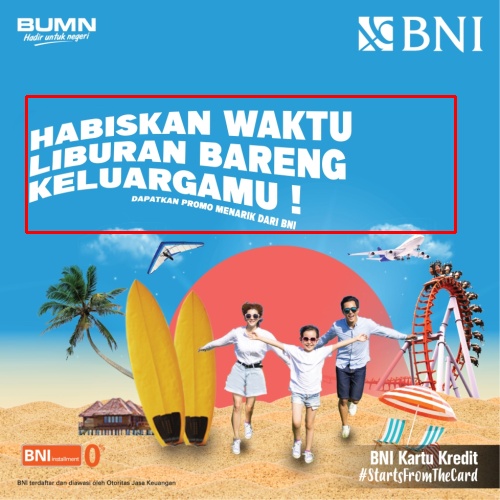 BUMN
Hadir untuk negeri
BNI
HABISKAN WAKTU
LIBURAN BARENG
KELUARGAMU !
DAPATKAN PROMO MENARIK DARI BNI
BNI installment 0
BNI terdaftar dan diawasi oleh Otoritas Jasa Keuangan
BNI Kartu Kredit
#StartsFromTheCard